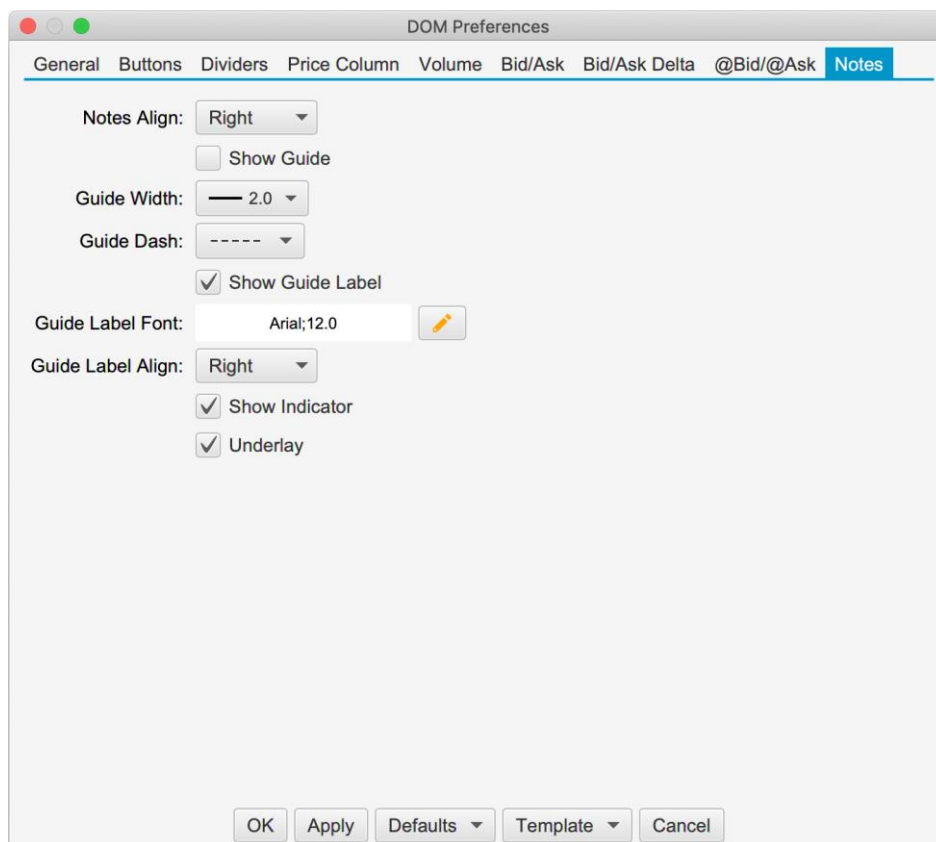 DOM Preferences
General Buttons Dividers Price Column Volume Bid/Ask Bid/Ask Delta @Bid/@Ask Notes
Notes Align: Right
Show Guide
Guide Width: 2.0
Guide Dash: -----
Show Guide Label
Guide Label Font: Arial;12.0
Guide Label Align: Right
Show Indicator
Underlay
OK Apply Defaults Template Cancel